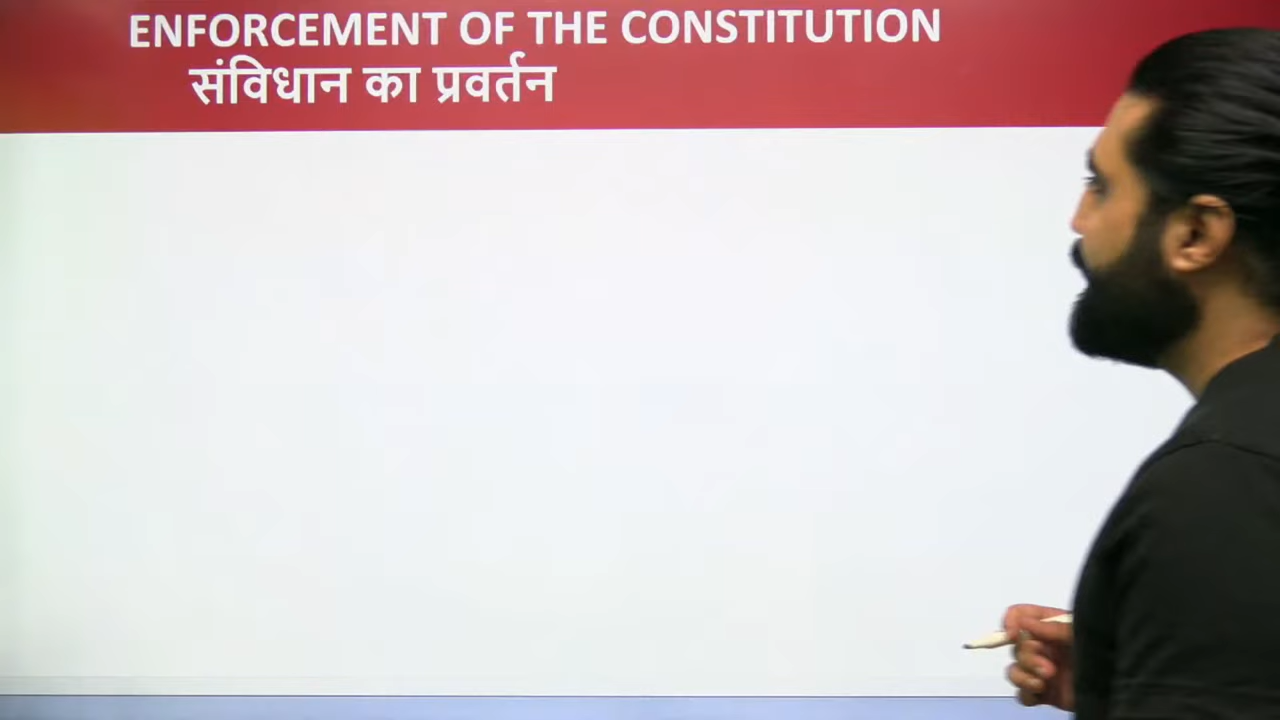 ENFORCEMENT OF THE CONSTITUTION
संविधान का प्रवर्तन